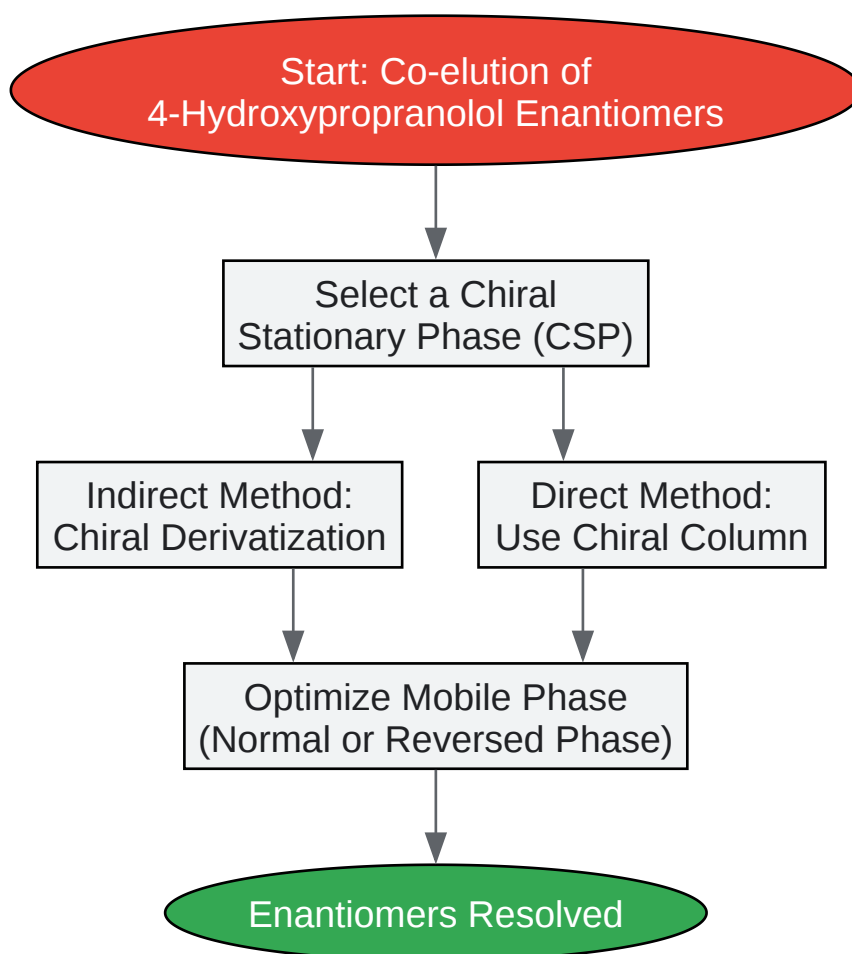 Start: Co-elution of
4-Hydroxypropranolol Enantiomers
Select a Chiral
Stationary Phase (CSP)
Indirect Method:
Chiral Derivatization
Direct Method:
Use Chiral Column
Optimize Mobile Phase
(Normal or Reversed Phase)
Enantiomers Resolved